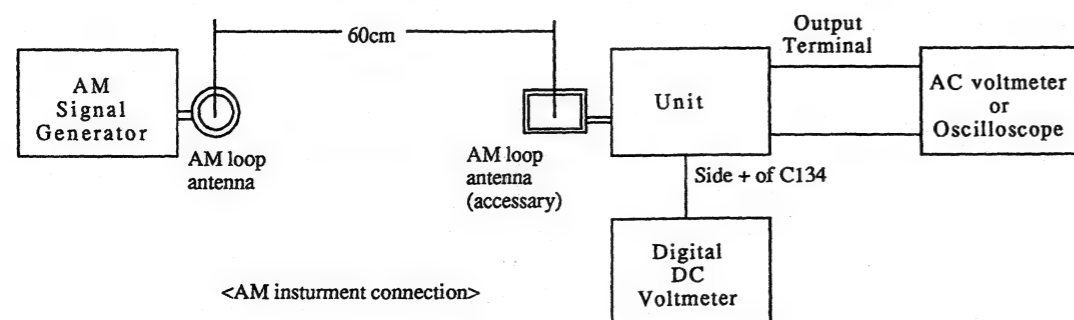 60cm
Output
Terminal
AM
Signal
Generator
AM loop
antenna
AM loop
antenna
(accessary)
Unit
AC voltmeter
or
Oscilloscope
Side + of C134
Digital
DC
Voltmeter
<AM insturment connection>